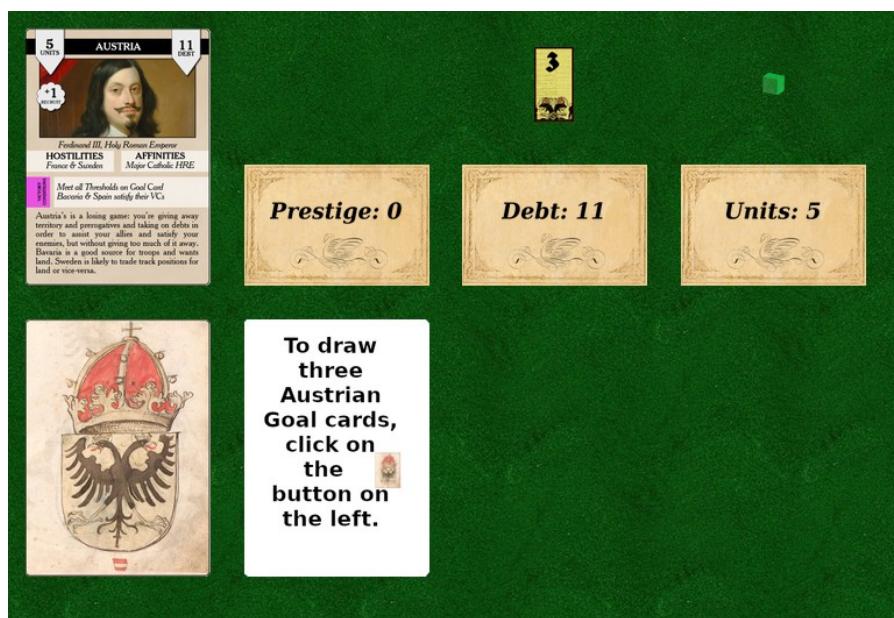 5
UNITS
AUSTRIA
11
DEBT
+1
RECRUIT
Ferdinand III, Holy Roman Emperor
HOSTILITIES
France & Sweden
AFFINITIES
Major Catholic HRE
VICTORY
CONDITIONS
Meet all Thresholds on Goal Card
Bavaria & Spain satisfy their VCs
Austria's is a losing game: you're giving away
territory and prerogatives and taking on debts in
order to assist your allies and satisfy your
enemies, but without giving too much of it away.
Bavaria is a good source for troops and wants
land. Sweden is likely to trade track positions for
land or vice-versa.
3
Prestige: 0
Debt: 11
Units: 5
To draw
three
Austrian
Goal cards,
click on
the
button on
the left.